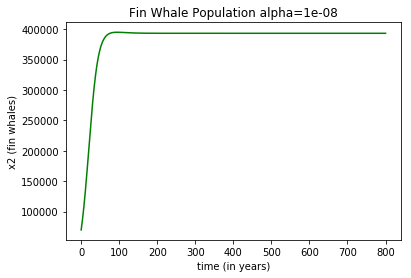 Fin Whale Population alpha=1e-08
400000
350000
300000
250000
200000
150000
100000
x2 (fin whales)
0 100 200 300 400 500 600 700 800
time (in years)